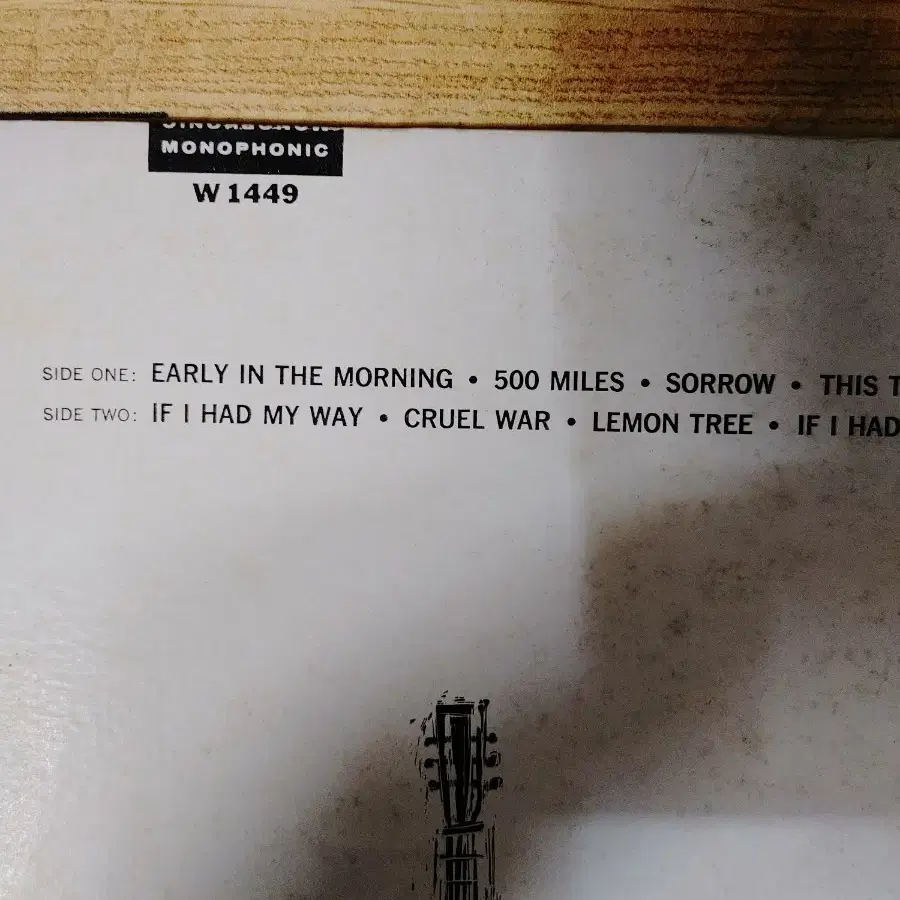 MONOPHONIC
W 1449
SIDE ONE: EARLY IN THE MORNING • 500 MILES • SORROW • THIS T
SIDE TWO: IF I HAD MY WAY • CRUEL WAR • LEMON TREE • IF I HAD